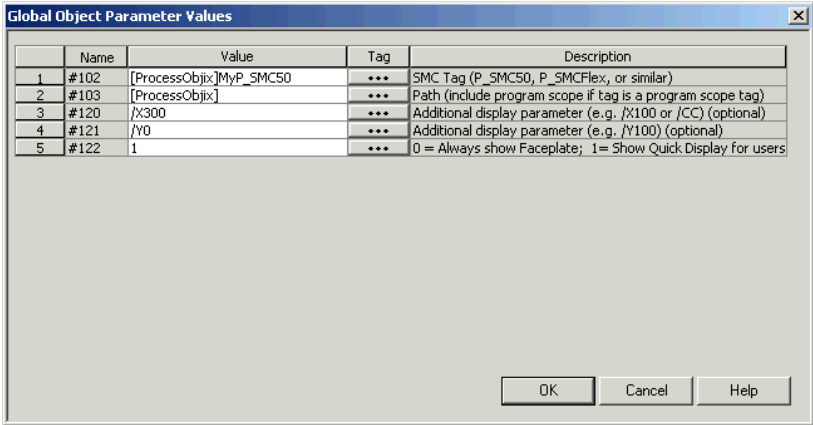 Global Object Parameter Values
Name Value Tag Description
1 #102 [ProcessObjix]MyP_SMC50 ••• SMC Tag (P_SMC50, P_SMCFlex, or similar)
2 #103 [ProcessObjix] ••• Path (include program scope if tag is a program scope tag)
3 #120 /X300 ••• Additional display parameter (e.g. /X100 or /CC) (optional)
4 #121 /Y0 ••• Additional display parameter (e.g. /Y100) (optional)
5 #122 1 ••• 0 = Always show Faceplate; 1= Show Quick Display for users
OK Cancel Help